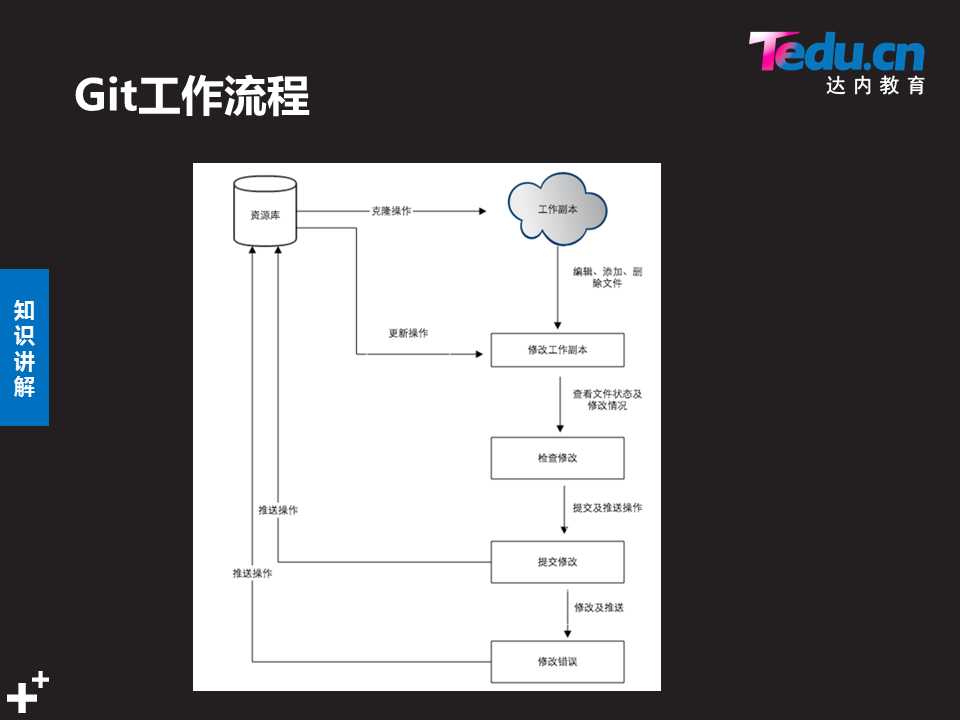 Tedu.cn
达内教育
Git工作流程
知识讲解
资源库
克隆操作
工作副本
编辑、添加、删
除文件
更新操作
修改工作副本
查看文件状态及
修改情况
检查修改
推送操作
提交及推送操作
提交修改
推送操作
修改及推送
修改错误